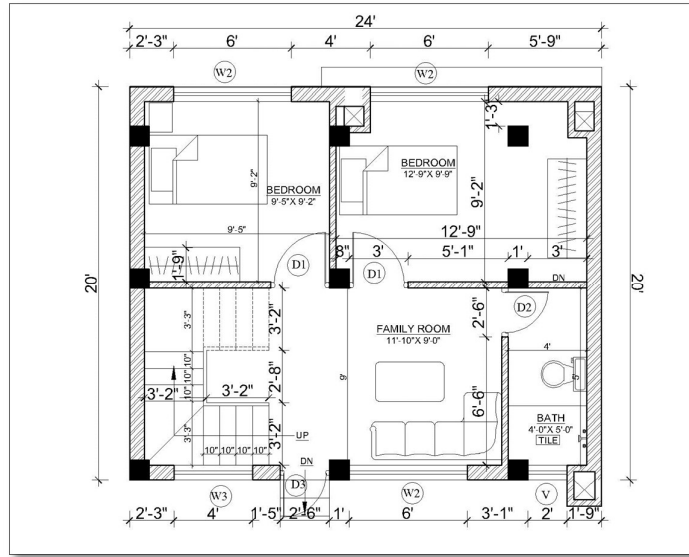 24'
2'-3" 6' 4' 6' 5'-9"
W2 W2
1'-3"
BEDROOM
9'-5"X 9'-2"
9'-2"
BEDROOM
12'-9"X 9'-9"
9'-2"
9'-5"
12'-9"
8" 3' 5'-1" 1' 3'
1'-9"
D1 D1
DN
20' 20'
3'-3"
3'-2"
FAMILY ROOM
11'-10"X 9'-0"
2'-6"
D2
4'
10" 10" 10" 10"
3'-2" 3'-2"
2'-8"
9'
5'
6'-6"
BATH
4'-0"X 5'-0"
TILE
3'-3"
3'-2"
UP
10" 10" 10" 10"
DN
W3 D3 W2 V
2'-3" 4' 1'-5" 2'-6" 1' 6' 3'-1" 2' 1'-9"